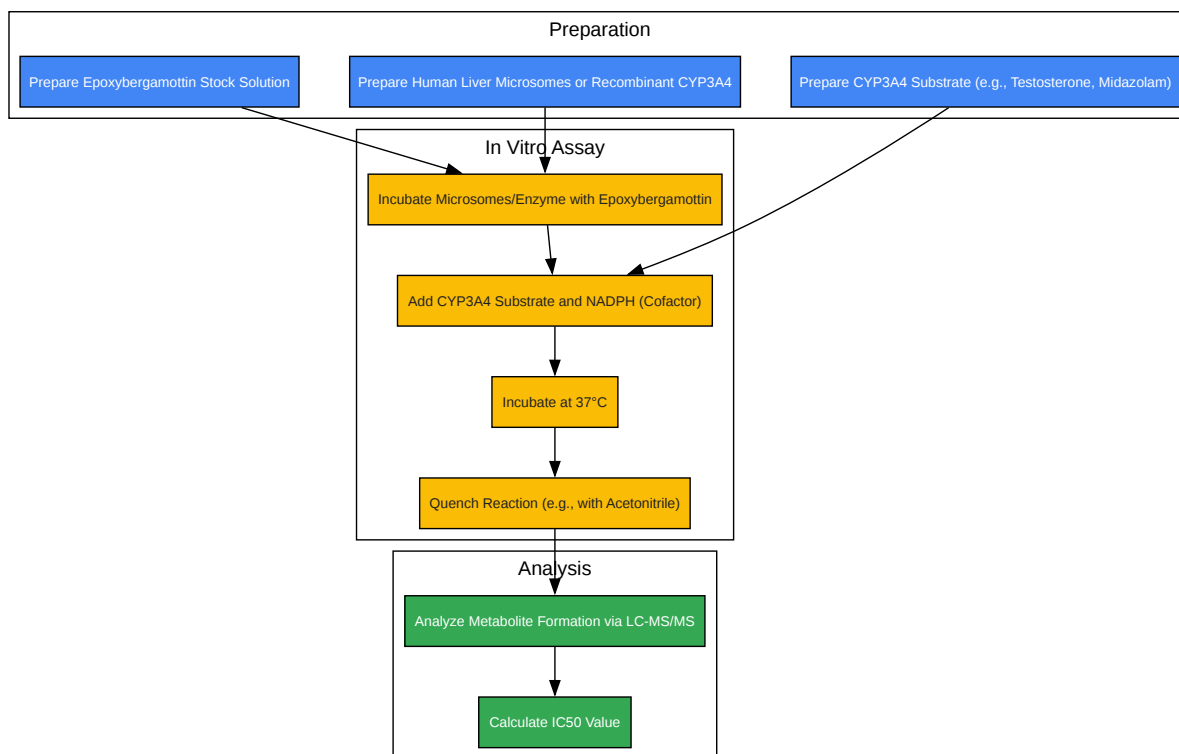 Preparation
Prepare Epoxybergamottin Stock Solution
Prepare Human Liver Microsomes or Recombinant CYP3A4
Prepare CYP3A4 Substrate (e.g., Testosterone, Midazolam)
In Vitro Assay
Incubate Microsomes/Enzyme with Epoxybergamottin
Add CYP3A4 Substrate and NADPH (Cofactor)
Incubate at 37°C
Quench Reaction (e.g., with Acetonitrile)
Analysis
Analyze Metabolite Formation via LC-MS/MS
Calculate IC50 Value